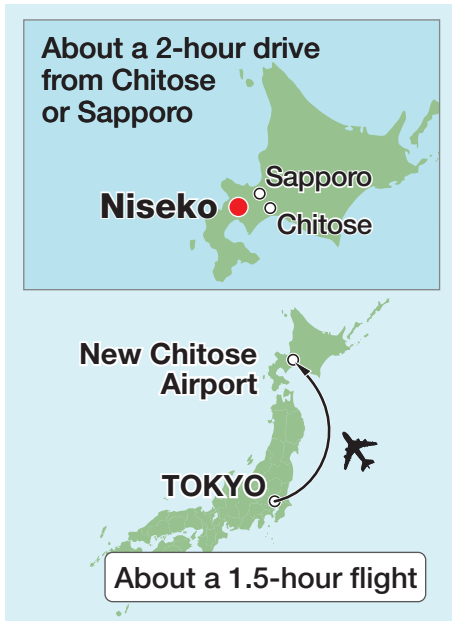 About a 2-hour drive
from Chitose
or Sapporo
Sapporo
Niseko
Chitose
New Chitose
Airport
TOKYO
About a 1.5-hour flight